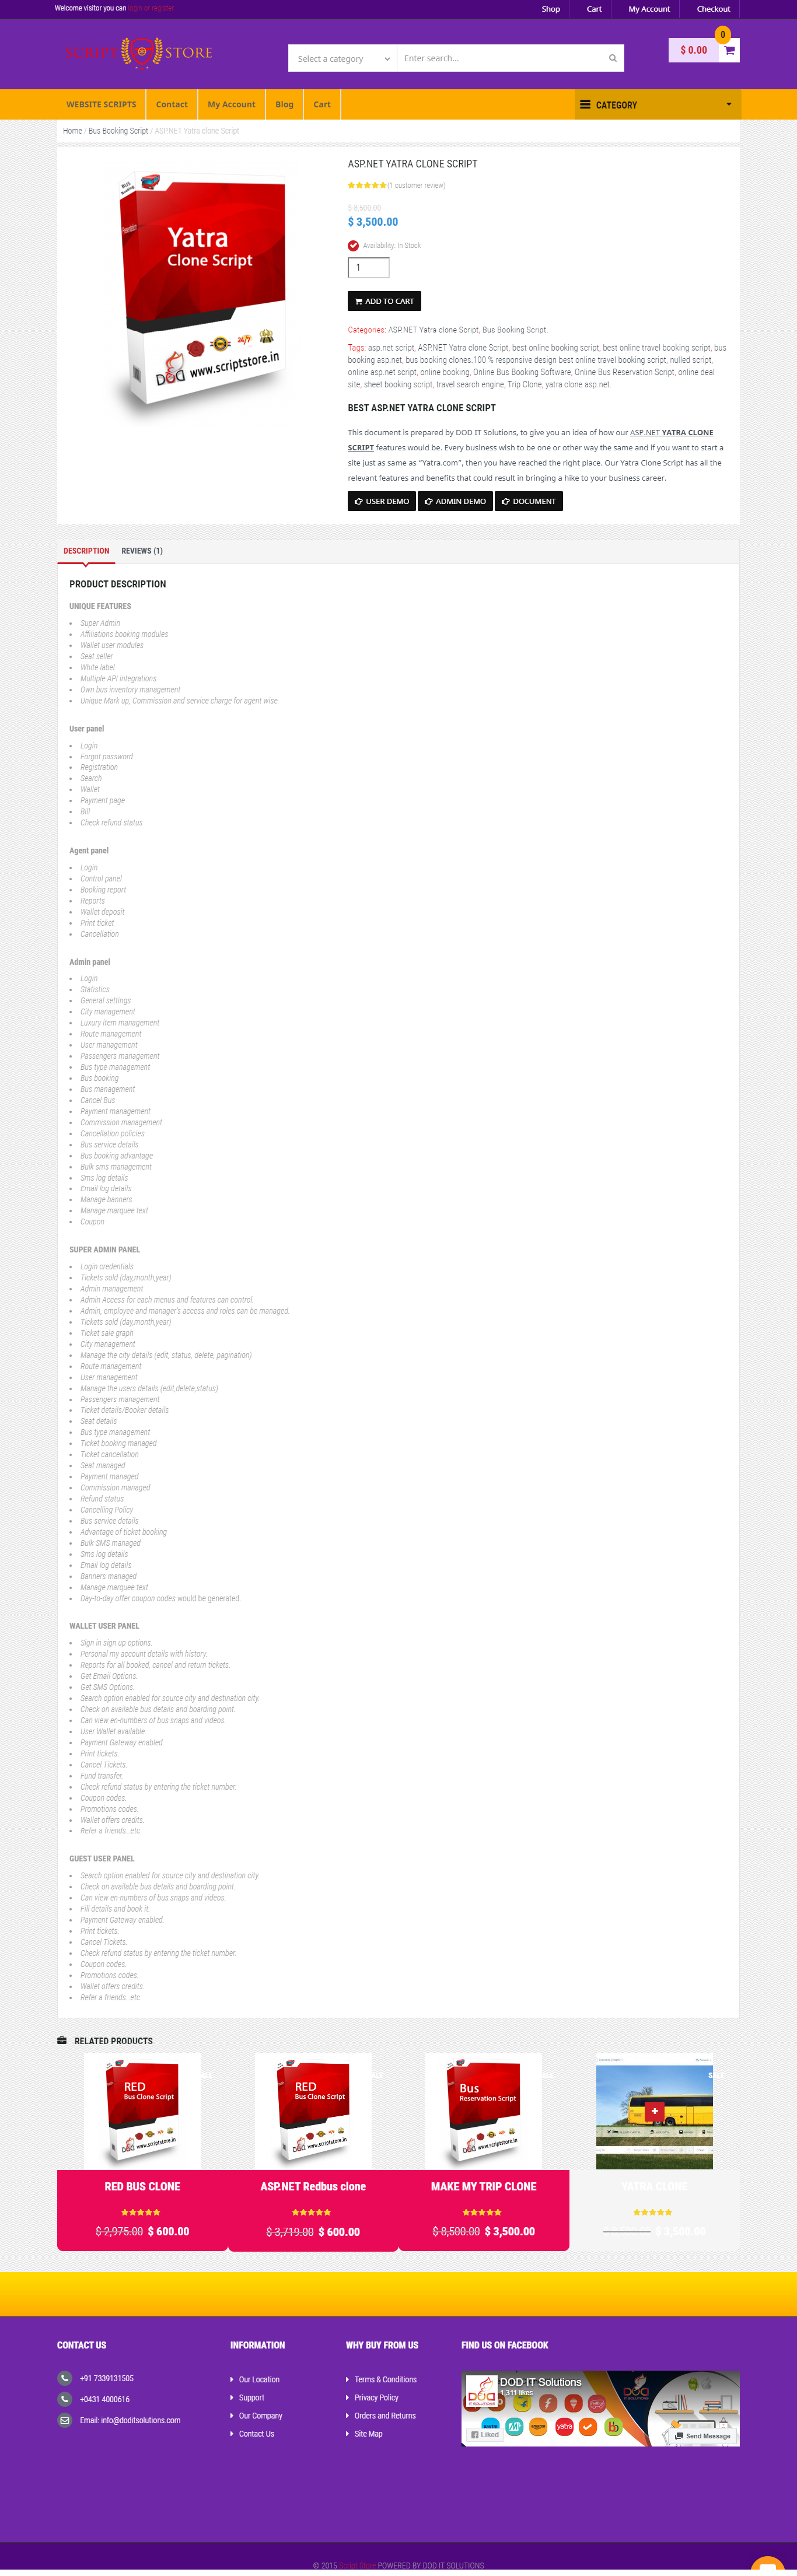 Welcome visitor you can login or register
Shop
Cart
My Account
Checkout
SCRIPT STORE
Select a category
Enter search...
$ 0.00
0
WEBSITE SCRIPTS
Contact
My Account
Blog
Cart
CATEGORY
Home / Bus Booking Script / ASP.NET Yatra clone Script
Bus
Booking
Script
Yatra
Clone Script
24/7
DOD
www.scriptstore.in
ASP.NET YATRA CLONE SCRIPT
(1 customer review)
$ 8,500.00
$ 3,500.00
Availability: In Stock
1
ADD TO CART
Categories: ASP.NET Yatra clone Script, Bus Booking Script.
Tags: asp.net script, ASP.NET Yatra clone Script, best online booking script, best online travel booking script, bus
booking asp.net, bus booking clones.100 % responsive design best online travel booking script, nulled script,
online asp.net script, online booking, Online Bus Booking Software, Online Bus Reservation Script, online deal
site, sheet booking script, travel search engine, Trip Clone, yatra clone asp.net.
BEST ASP.NET YATRA CLONE SCRIPT
This document is prepared by DOD IT Solutions, to give you an idea of how our ASP.NET YATRA CLONE
SCRIPT features would be. Every business wish to be one or other way the same and if you want to start a
site just as same as "Yatra.com", then you have reached the right place. Our Yatra Clone Script has all the
relevant features and benefits that could result in bringing a hike to your business career.
USER DEMO
ADMIN DEMO
DOCUMENT
DESCRIPTION
REVIEWS (1)
PRODUCT DESCRIPTION
UNIQUE FEATURES
Super Admin
Affiliations booking modules
Wallet user modules
Seat seller
White label
Multiple API integrations
Own bus inventory management
Unique Mark up, Commission and service charge for agent wise
User panel
Login
Forgot password
Registration
Search
Wallet
Payment page
Bill
Check refund status
Agent panel
Login
Control panel
Booking report
Reports
Wallet deposit
Print ticket
Cancellation
Admin panel
Login
Statistics
General settings
City management
Luxury item management
Route management
User management
Passengers management
Bus type management
Bus booking
Bus management
Cancel Bus
Payment management
Commission management
Cancellation policies
Bus service details
Bus booking advantage
Bulk sms management
Sms log details
Email log details
Manage banners
Manage marquee text
Coupon
SUPER ADMIN PANEL
Login credentials
Tickets sold (day,month,year)
Admin management
Admin Access for each menus and features can control.
Admin, employee and manager's access and roles can be managed.
Tickets sold (day,month,year)
Ticket sale graph
City management
Manage the city details (edit, status, delete, pagination)
Route management
User management
Manage the users details (edit,delete,status)
Passengers management
Ticket details/Booker details
Seat details
Bus type management
Ticket booking managed
Ticket cancellation
Seat managed
Payment managed
Commission managed
Refund status
Cancelling Policy
Bus service details
Advantage of ticket booking
Bulk SMS managed
Sms log details
Email log details
Banners managed
Manage marquee text
Day-to-day offer coupon codes would be generated.
WALLET USER PANEL
Sign in sign up options.
Personal my account details with history.
Reports for all booked, cancel and return tickets.
Get Email Options.
Get SMS Options.
Search option enabled for source city and destination city.
Check on available bus details and boarding point.
Can view en-numbers of bus snaps and videos.
User Wallet available.
Payment Gateway enabled.
Print tickets.
Cancel Tickets.
Fund transfer.
Check refund status by entering the ticket number.
Coupon codes.
Promotions codes.
Wallet offers credits.
Refer a friends…etc
GUEST USER PANEL
Search option enabled for source city and destination city.
Check on available bus details and boarding point.
Can view en-numbers of bus snaps and videos.
Fill details and book it.
Payment Gateway enabled.
Print tickets.
Cancel Tickets.
Check refund status by entering the ticket number.
Coupon codes.
Promotions codes.
Wallet offers credits.
Refer a friends…etc
RELATED PRODUCTS
RED
Bus Clone Script
www.scriptstore.in
RED
Bus Clone Script
www.scriptstore.in
Bus
Reservation Script
www.scriptstore.in
SALE
RED BUS CLONE
$ 2,975.00 $ 600.00
ASP.NET Redbus clone
$ 3,719.00 $ 600.00
MAKE MY TRIP CLONE
$ 8,500.00 $ 3,500.00
YATRA CLONE
$ 3,500.00
CONTACT US
+91 7339131505
+0431 4000616
Email: info@doditsolutions.com
INFORMATION
Our Location
Support
Our Company
Contact Us
WHY BUY FROM US
Terms & Conditions
Privacy Policy
Orders and Returns
Site Map
FIND US ON FACEBOOK
DOD IT Solutions
1,311 likes
Liked
Send Message
© 2015 Script Store POWERED BY DOD IT SOLUTIONS